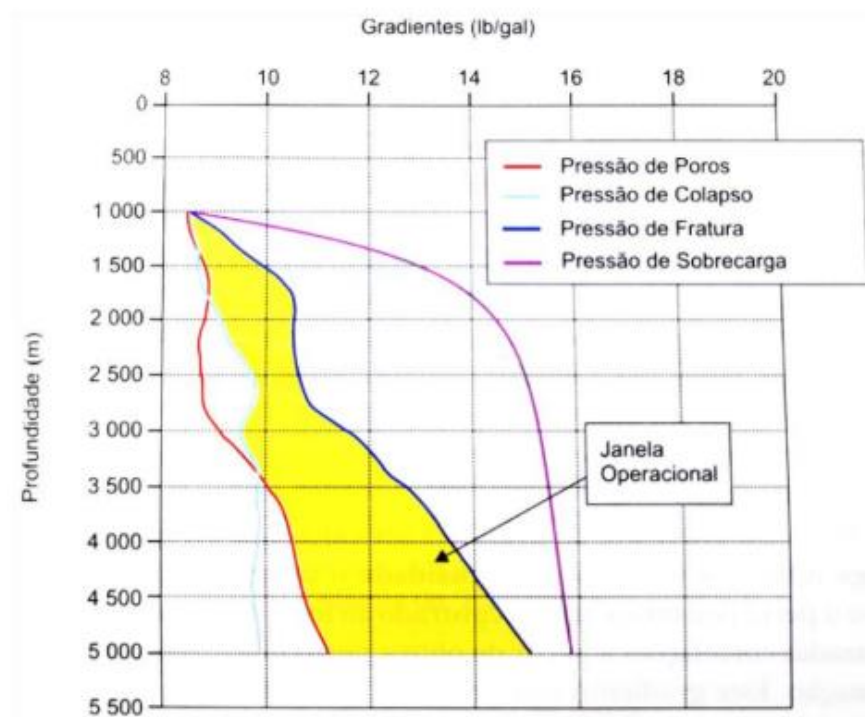 Gradientes (lb/gal)
8 10 12 14 16 18 20
0
500
1 000
1 500
2 000
2 500
3 000
3 500
4 000
4 500
5 000
5 500
Profundidade (m)
Pressão de Poros
Pressão de Colapso
Pressão de Fratura
Pressão de Sobrecarga
Janela
Operacional